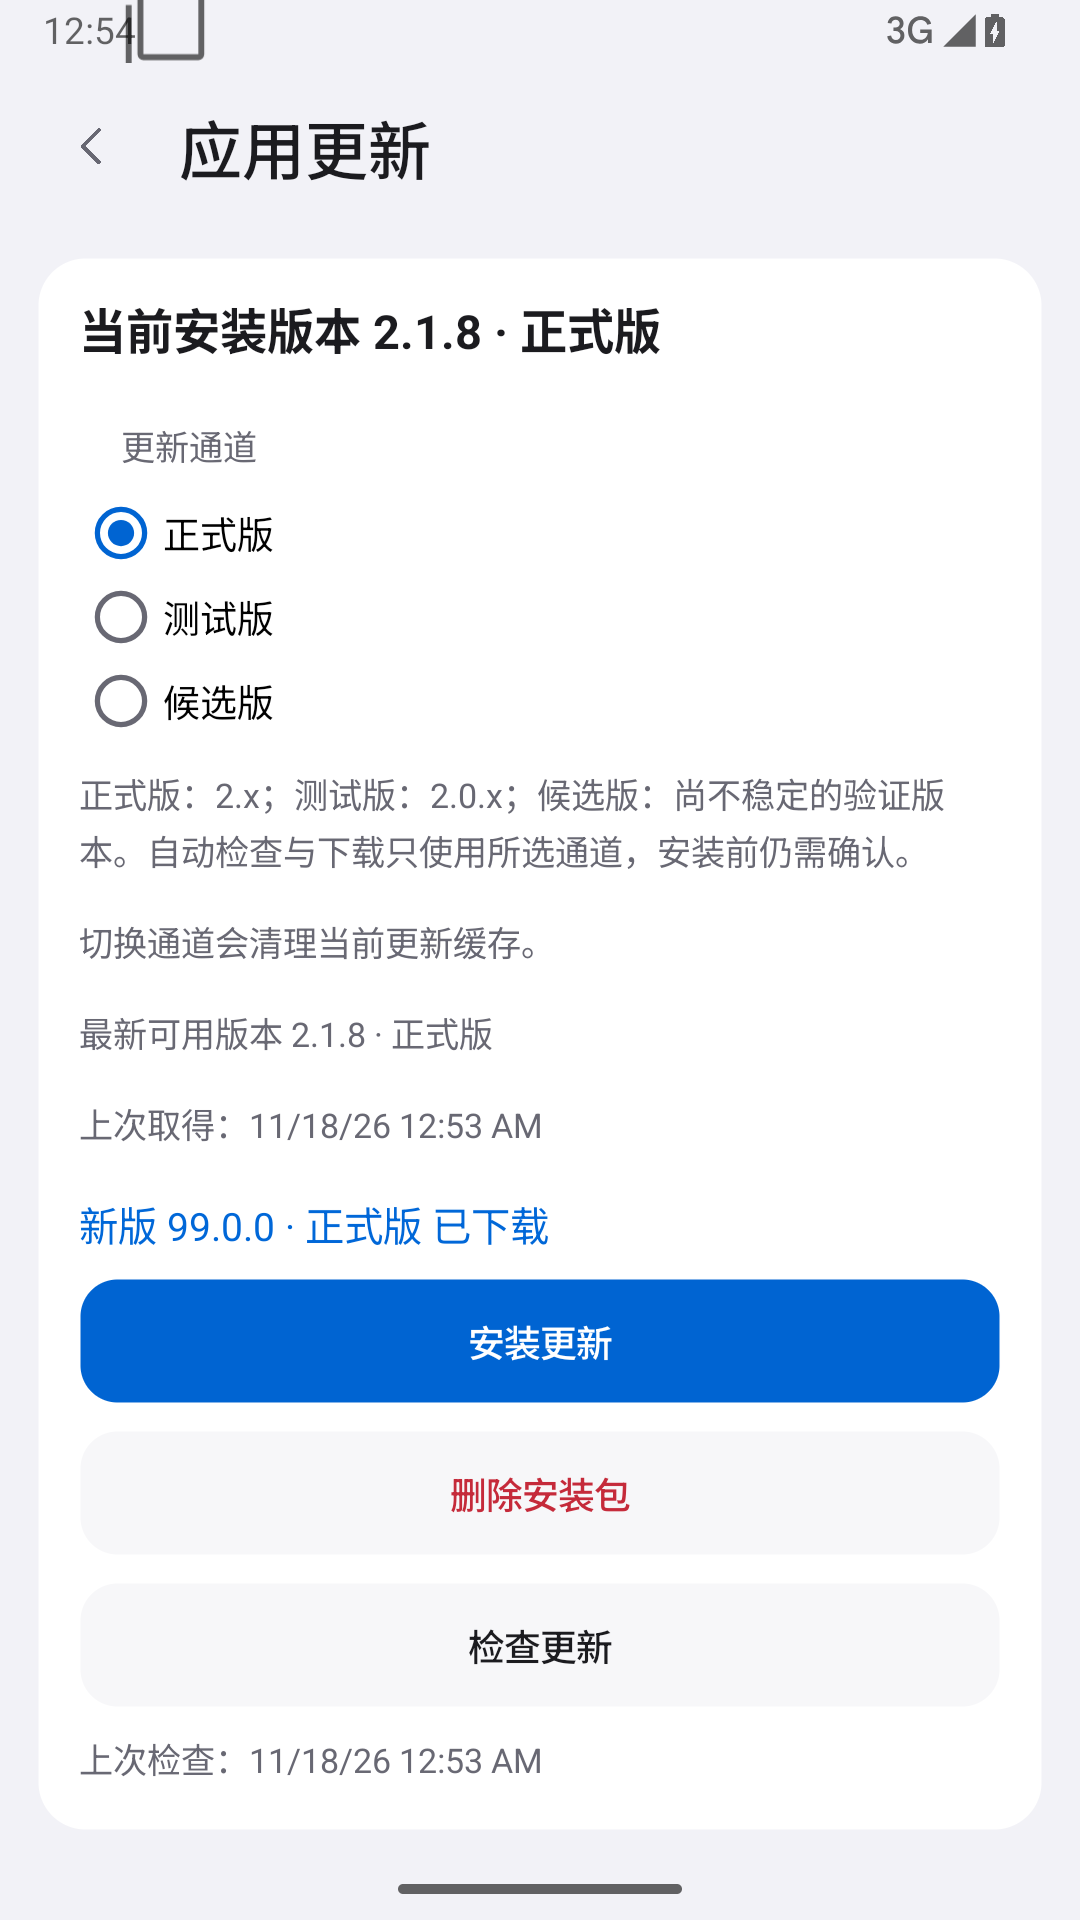 12:54
3G
应用更新
当前安装版本 2.1.8 · 正式版
更新通道
正式版
测试版
候选版
正式版：2.x；测试版：2.0.x；候选版：尚不稳定的验证版
本。自动检查与下载只使用所选通道，安装前仍需确认。
切换通道会清理当前更新缓存。
最新可用版本 2.1.8 · 正式版
上次取得：11/18/26 12:53 AM
新版 99.0.0 · 正式版 已下载
安装更新
删除安装包
检查更新
上次检查：11/18/26 12:53 AM